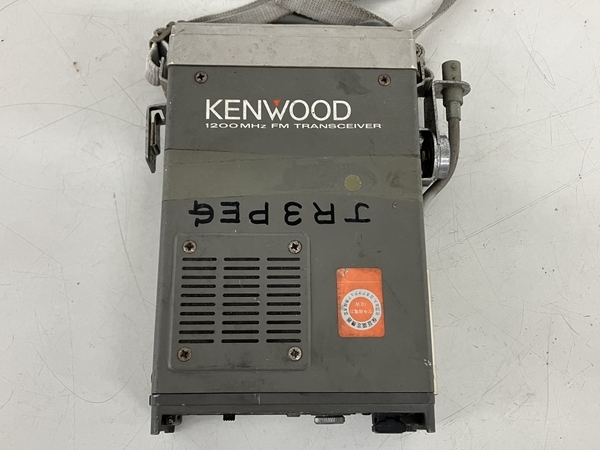 KENWOOD
1200MHz FM TRANSCEIVER
JR3PEG